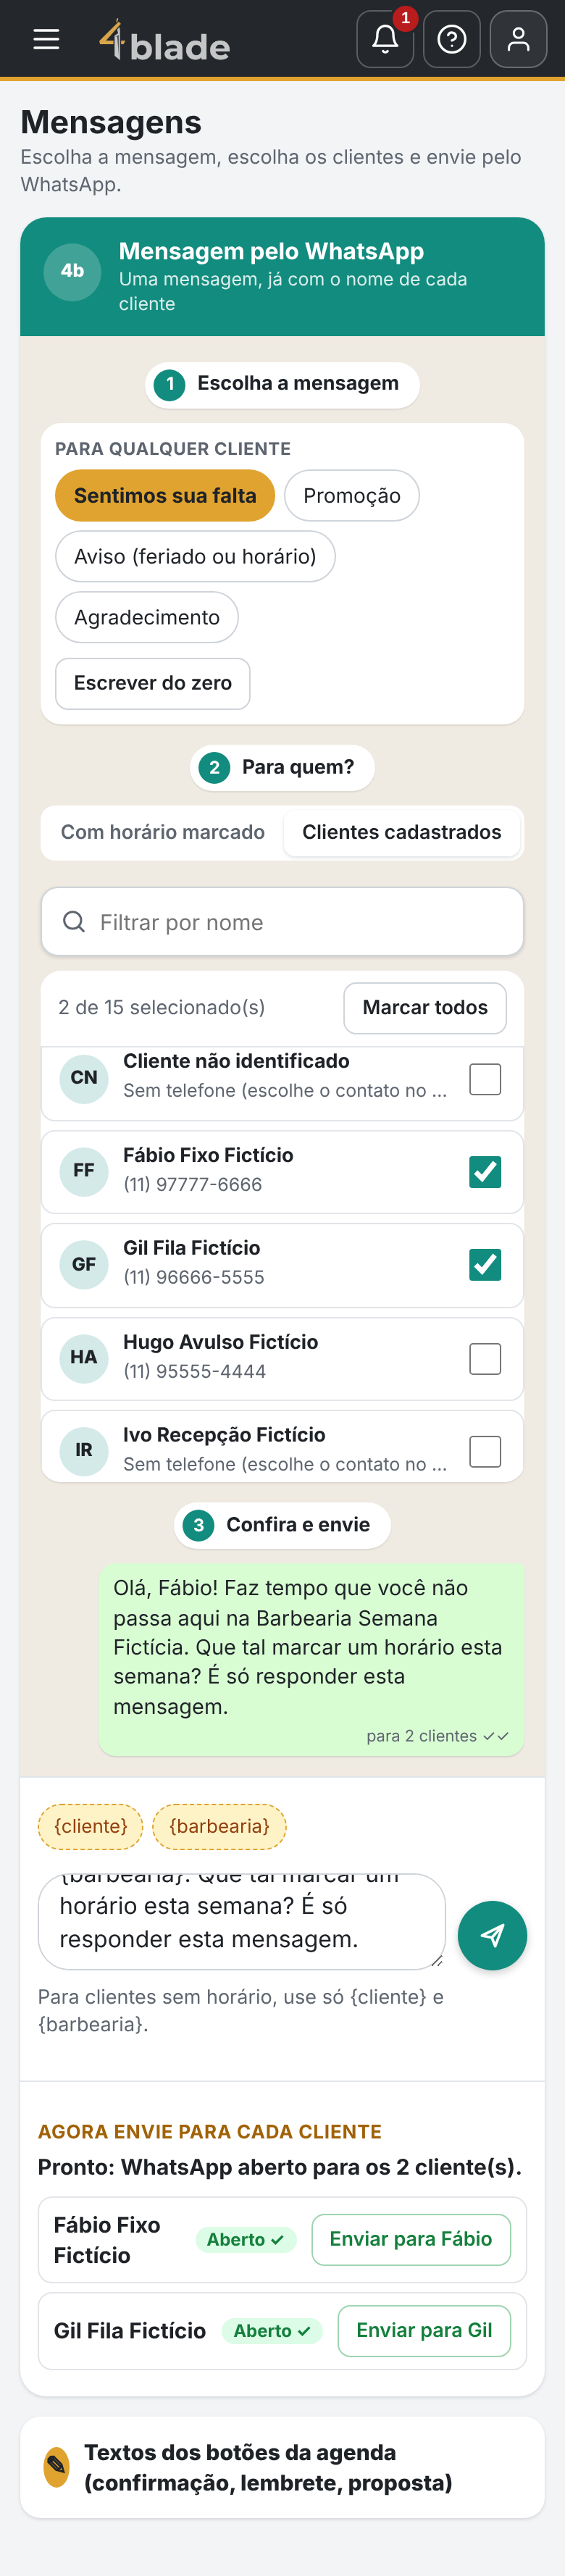 4blade
1
Mensagens
Escolha a mensagem, escolha os clientes e envie pelo
WhatsApp.
4b
Mensagem pelo WhatsApp
Uma mensagem, já com o nome de cada
cliente
1 Escolha a mensagem
PARA QUALQUER CLIENTE
Sentimos sua falta
Promoção
Aviso (feriado ou horário)
Agradecimento
Escrever do zero
2 Para quem?
Com horário marcado
Clientes cadastrados
Filtrar por nome
2 de 15 selecionado(s)
Marcar todos
CN
Cliente não identificado
Sem telefone (escolhe o contato no ...
FF
Fábio Fixo Fictício
(11) 97777-6666
GF
Gil Fila Fictício
(11) 96666-5555
HA
Hugo Avulso Fictício
(11) 95555-4444
IR
Ivo Recepção Fictício
Sem telefone (escolhe o contato no ...
3 Confira e envie
Olá, Fábio! Faz tempo que você não
passa aqui na Barbearia Semana
Fictícia. Que tal marcar um horário esta
semana? É só responder esta
mensagem.
para 2 clientes ✓✓
{cliente}
{barbearia}
{barbearia}. Que tal marcar um
horário esta semana? É só
responder esta mensagem.
Para clientes sem horário, use só {cliente} e
{barbearia}.
AGORA ENVIE PARA CADA CLIENTE
Pronto: WhatsApp aberto para os 2 cliente(s).
Fábio Fixo
Fictício
Aberto ✓
Enviar para Fábio
Gil Fila Fictício
Aberto ✓
Enviar para Gil
Textos dos botões da agenda
(confirmação, lembrete, proposta)